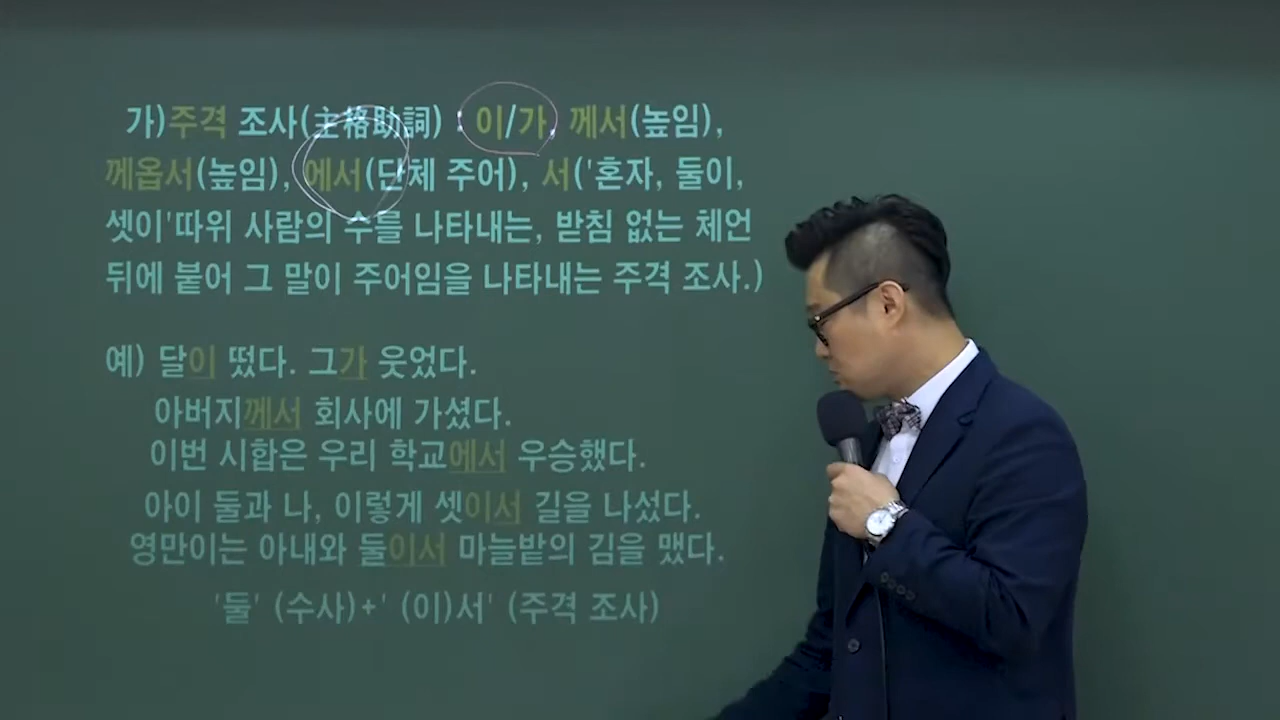 가)주격 조사(主格助詞) : 이/가, 께서(높임),
께옵서(높임), 에서(단체 주어), 서('혼자, 둘이,
셋이'따위 사람의 수를 나타내는, 받침 없는 체언
뒤에 붙어 그 말이 주어임을 나타내는 주격 조사.)
예) 달이 떴다. 그가 웃었다.
아버지께서 회사에 가셨다.
이번 시합은 우리 학교에서 우승했다.
아이 둘과 나, 이렇게 셋이서 길을 나섰다.
영만이는 아내와 둘이서 마늘밭의 김을 맸다.
'둘' (수사)+' (이)서' (주격 조사)